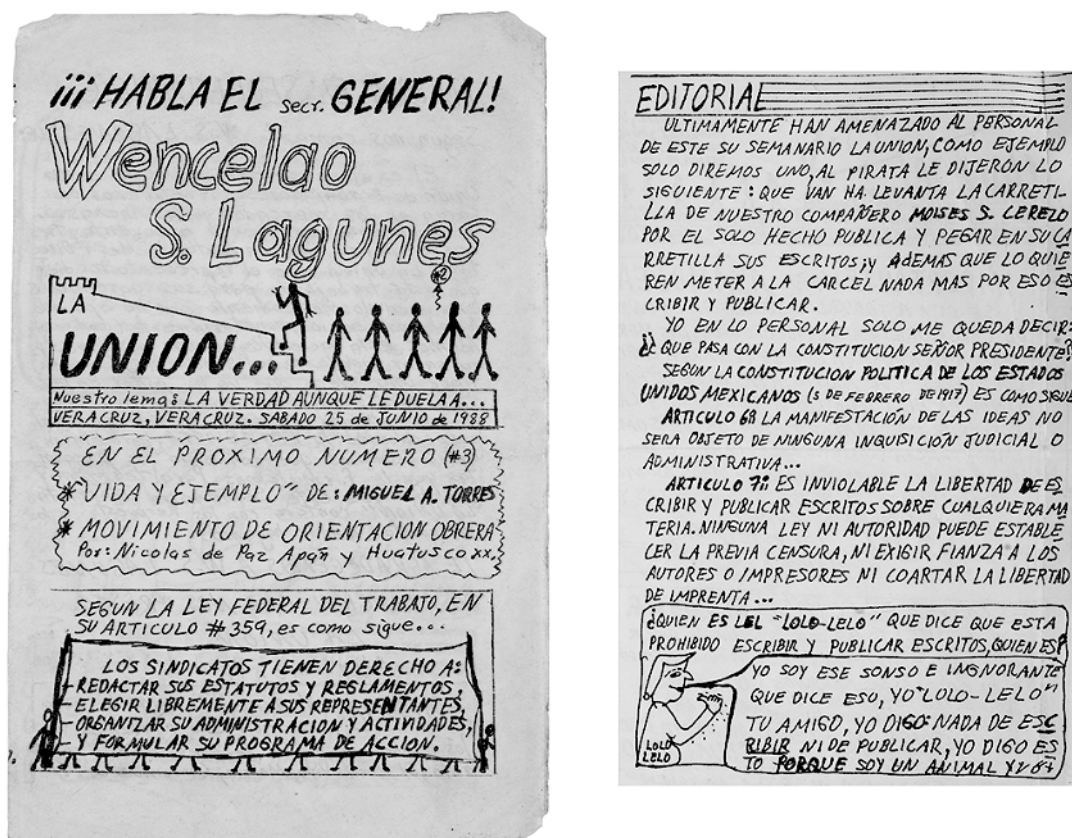 ¡¡¡HABLA EL Secr. GENERAL!
Wencelao
S. Lagunes
#2
LA
UNION...
Nuestro lema: LA VERDAD AUNQUE LE DUELA A...
VERACRUZ, VERACRUZ. SABADO 25 de JUNIO de 1988
EN EL PROXIMO NUMERO (#3)
* "VIDA Y EJEMPLO" DE: MIGUEL A. TORRES
* MOVIMIENTO DE ORIENTACION OBRERA
Por: Nicolas de Paz Apañ y Huatusco xx.
SEGUN LA LEY FEDERAL DEL TRABAJO, EN
SU ARTICULO #359, es como sigue...
LOS SINDICATOS TIENEN DERECHO A:
- REDACTAR SUS ESTATUTOS Y REGLAMENTOS,
- ELEGIR LIBREMENTE A SUS REPRESENTANTES,
- ORGANIZAR SU ADMINISTRACION Y ACTIVIDADES,
- Y FORMULAR SU PROGRAMA DE ACCION.
EDITORIAL
ULTIMAMENTE HAN AMENAZADO AL PERSONAL
DE ESTE SU SEMANARIO LA UNION, COMO EJEMPLO
SOLO DIREMOS UNO, AL PIRATA LE DIJERON LO
SIGUIENTE: QUE VAN HA. LEVANTA LA CARRETI-
LLA DE NUESTRO COMPAÑERO MOISES S. CEREZO
POR EL SOLO HECHO PUBLICA Y PEGAR EN SU CA
RRETILLA SUS ESCRITOS; Y ADEMAS QUE LO QUIE
REN METER A LA CARCEL NADA MAS POR ESO ES
CRIBIR Y PUBLICAR.
YO EN LO PERSONAL SOLO ME QUEDA DECIR:
¿¿QUE PASA CON LA CONSTITUCION SEÑOR PRESIDENTE?
SEGUN LA CONSTITUCION POLITICA DE LOS ESTADOS
UNIDOS MEXICANOS (5 DE FEBRERO DE 1917) ES COMO SIGUE
ARTICULO 6: LA MANIFESTACIÓN DE LAS IDEAS NO
SERA OBJETO DE NINGUNA INQUISICION JUDICIAL O
ADMINISTRATIVA...
ARTICULO 7: ES INVIOLABLE LA LIBERTAD DE ES
CRIBIR Y PUBLICAR ESCRITOS SOBRE CUALQUIERA MA
TERIA. NINGUNA LEY NI AUTORIDAD PUEDE ESTABLE
CER LA PREVIA CENSURA, NI EXIGIR FIANZA A LOS
AUTORES O IMPRESORES NI COARTAR LA LIBERTAD
DE IMPRENTA...
¿QUIEN ES LEL "LOLO-LELO" QUE DICE QUE ESTA
PROHIBIDO ESCRIBIR Y PUBLICAR ESCRITOS, QUIEN ES?
YO SOY ESE SONSO E INGNORANTE
QUE DICE ESO, YO "LOLO-LELO"
TU AMIGO, YO DIGO: NADA DE ESC
RIBIR NI DE PUBLICAR, YO DIGO ES
TO PORQUE SOY UN ANIMAL
LOLO
LELO